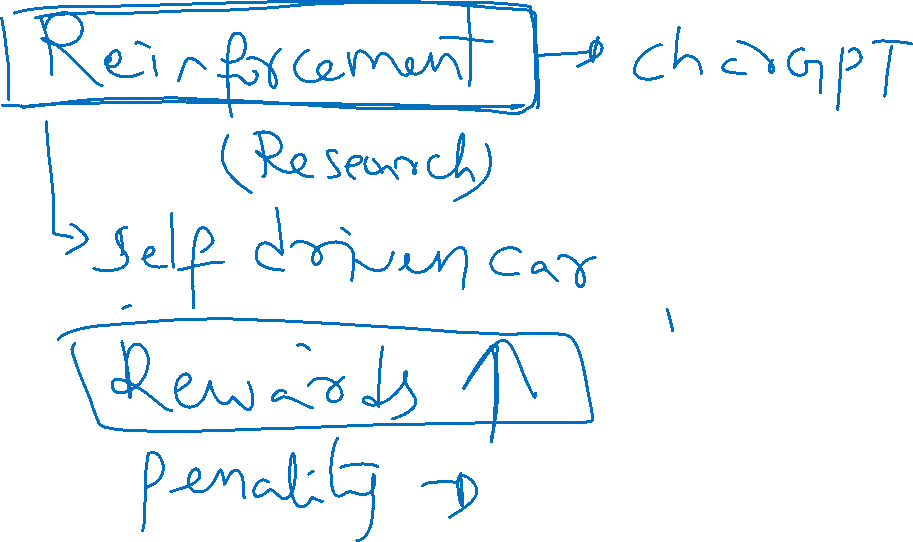 Reinforcement → chatGPT
(Research)
↳ self driven car
Rewards ↑
penality →